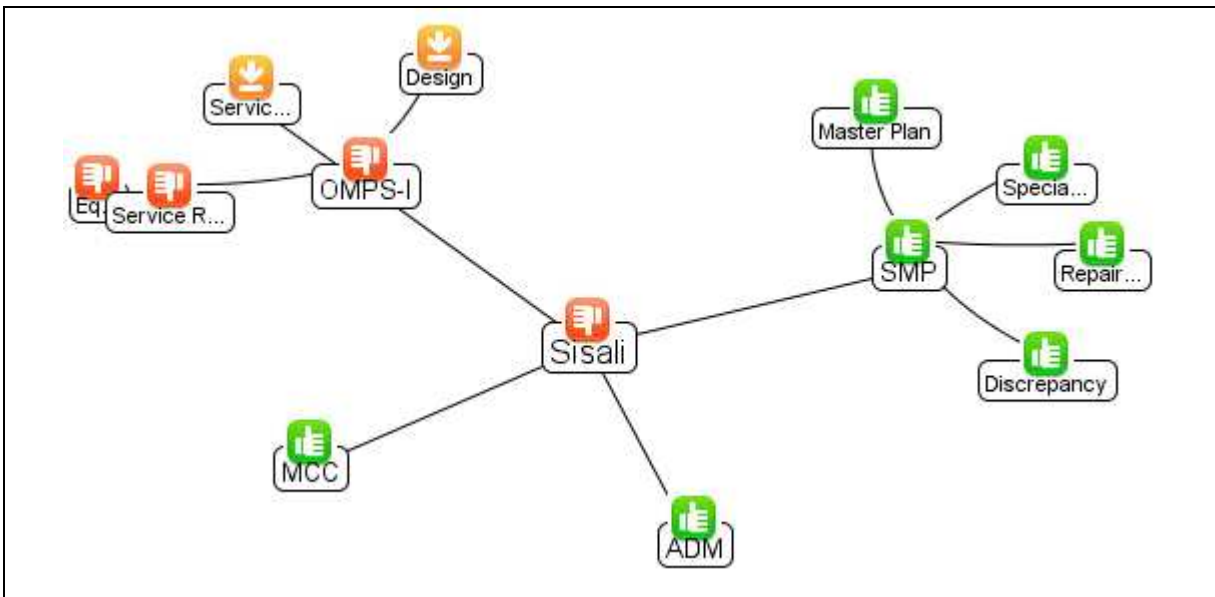 Design
Servic...
Master Plan
Specia...
OMPS-I
Eq.
Service R...
SMP
Repair...
Sisali
Discrepancy
MCC
ADM